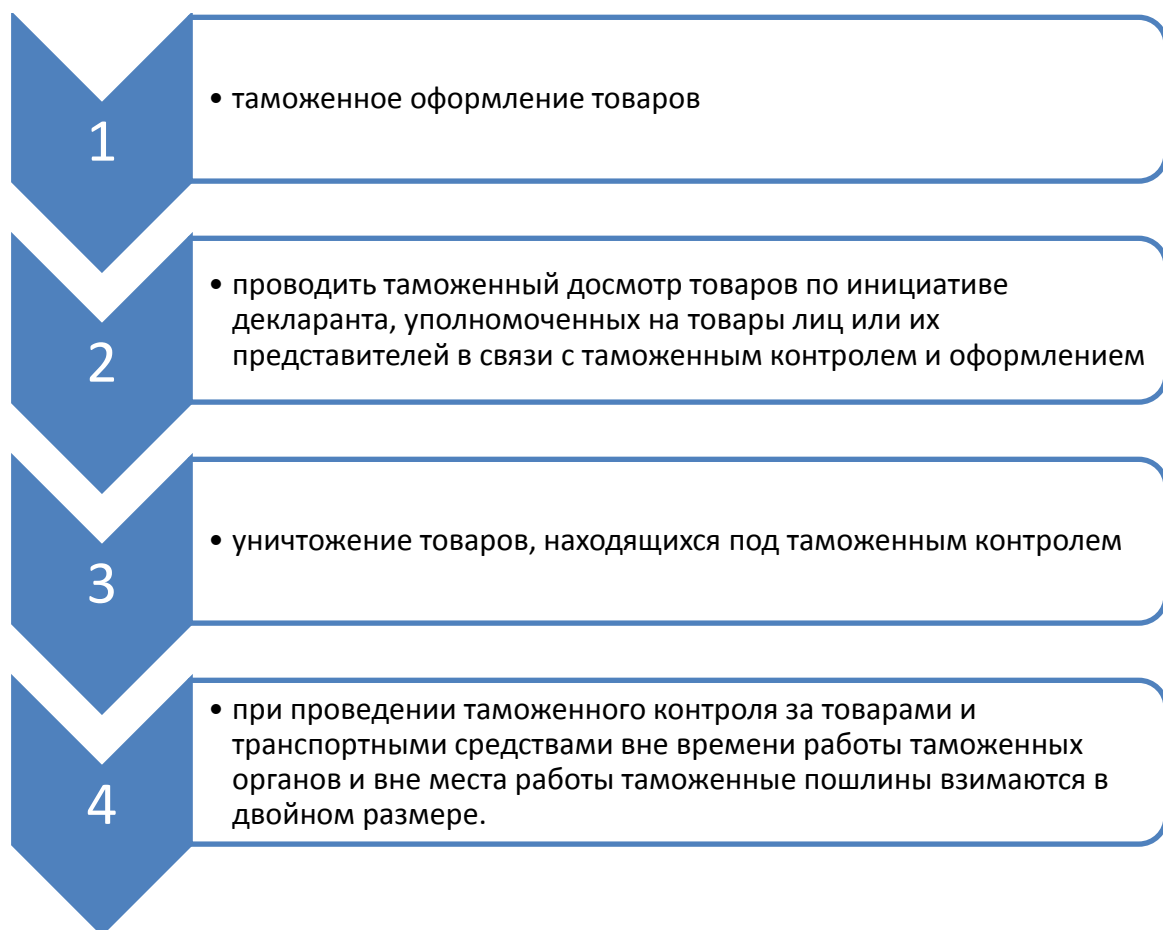 1
• таможенное оформление товаров
2
• проводить таможенный досмотр товаров по инициативе
декларанта, уполномоченных на товары лиц или их
представителей в связи с таможенным контролем и оформлением
3
• уничтожение товаров, находящихся под таможенным контролем
4
• при проведении таможенного контроля за товарами и
транспортными средствами вне времени работы таможенных
органов и вне места работы таможенные пошлины взимаются в
двойном размере.